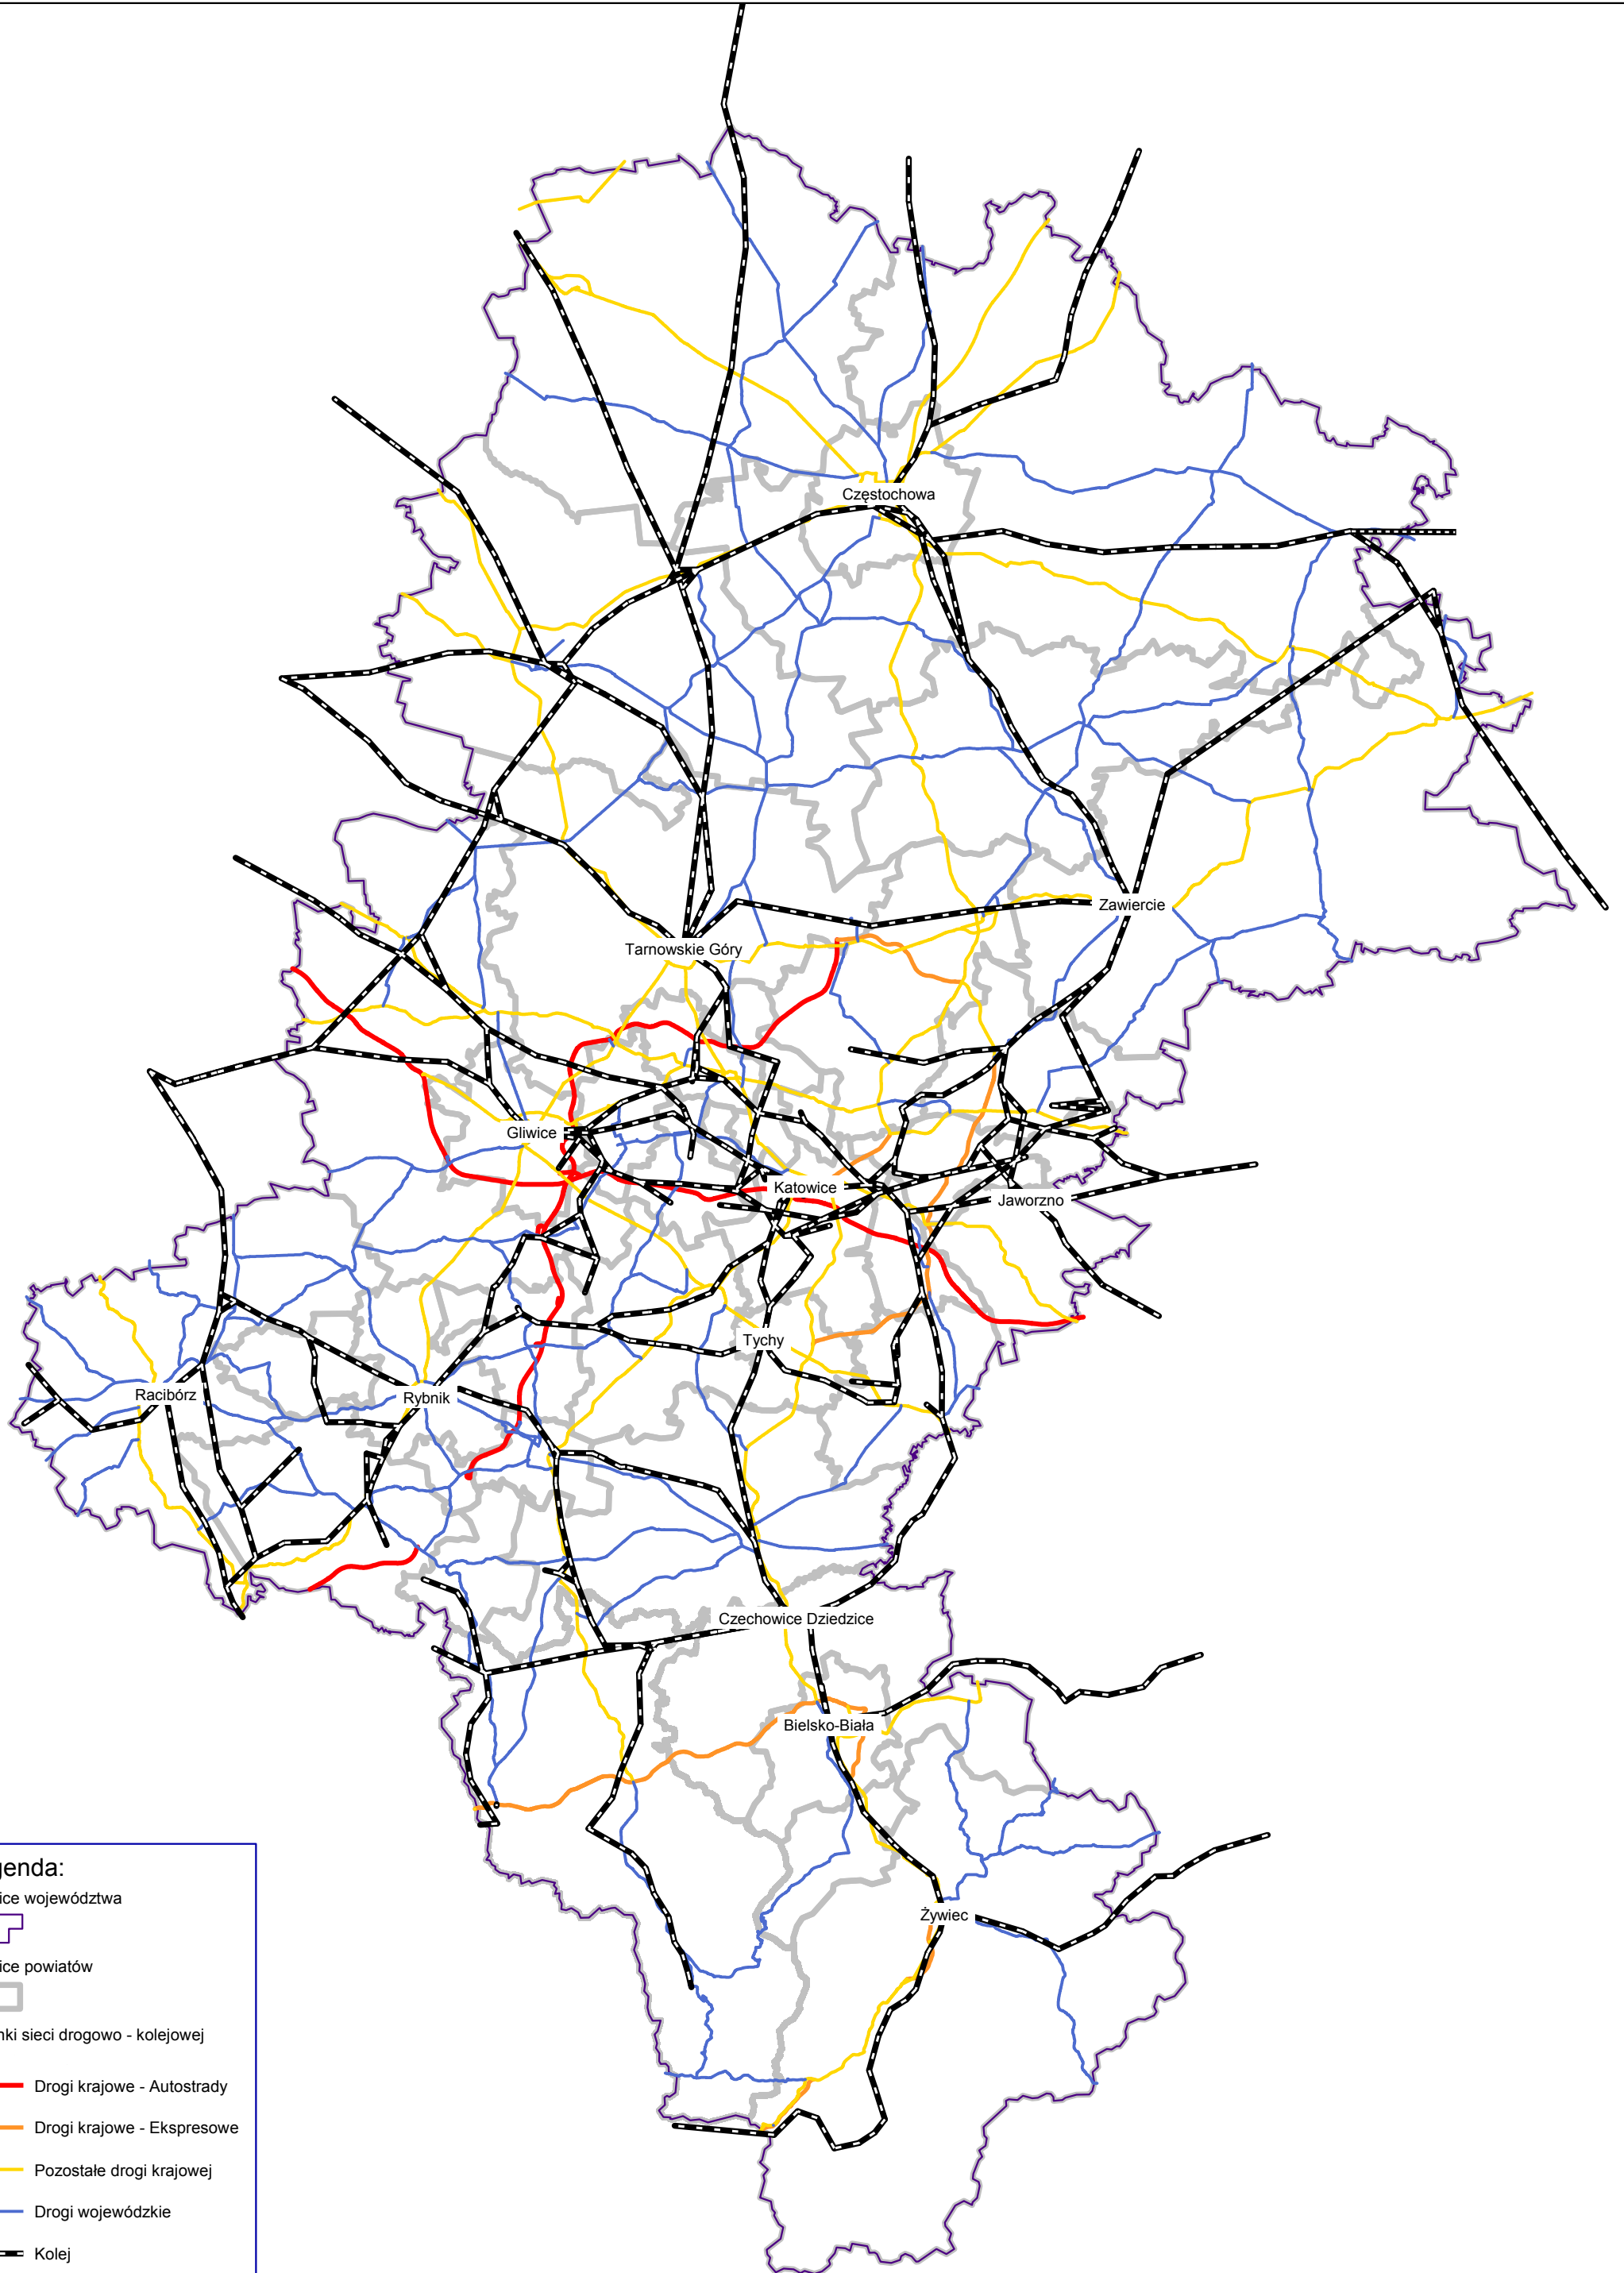 Częstochowa
Zawiercie
Tarnowskie Góry
Gliwice
Katowice
Jaworzno
Tychy
Racibórz
Rybnik
Czechowice Dziedzice
Bielsko-Biała
Żywiec
genda:
ice województwa
ice powiatów
nki sieci drogowo - kolejowej
Drogi krajowe - Autostrady
Drogi krajowe - Ekspresowe
Pozostałe drogi krajowej
Drogi wojewódzkie
Kolej